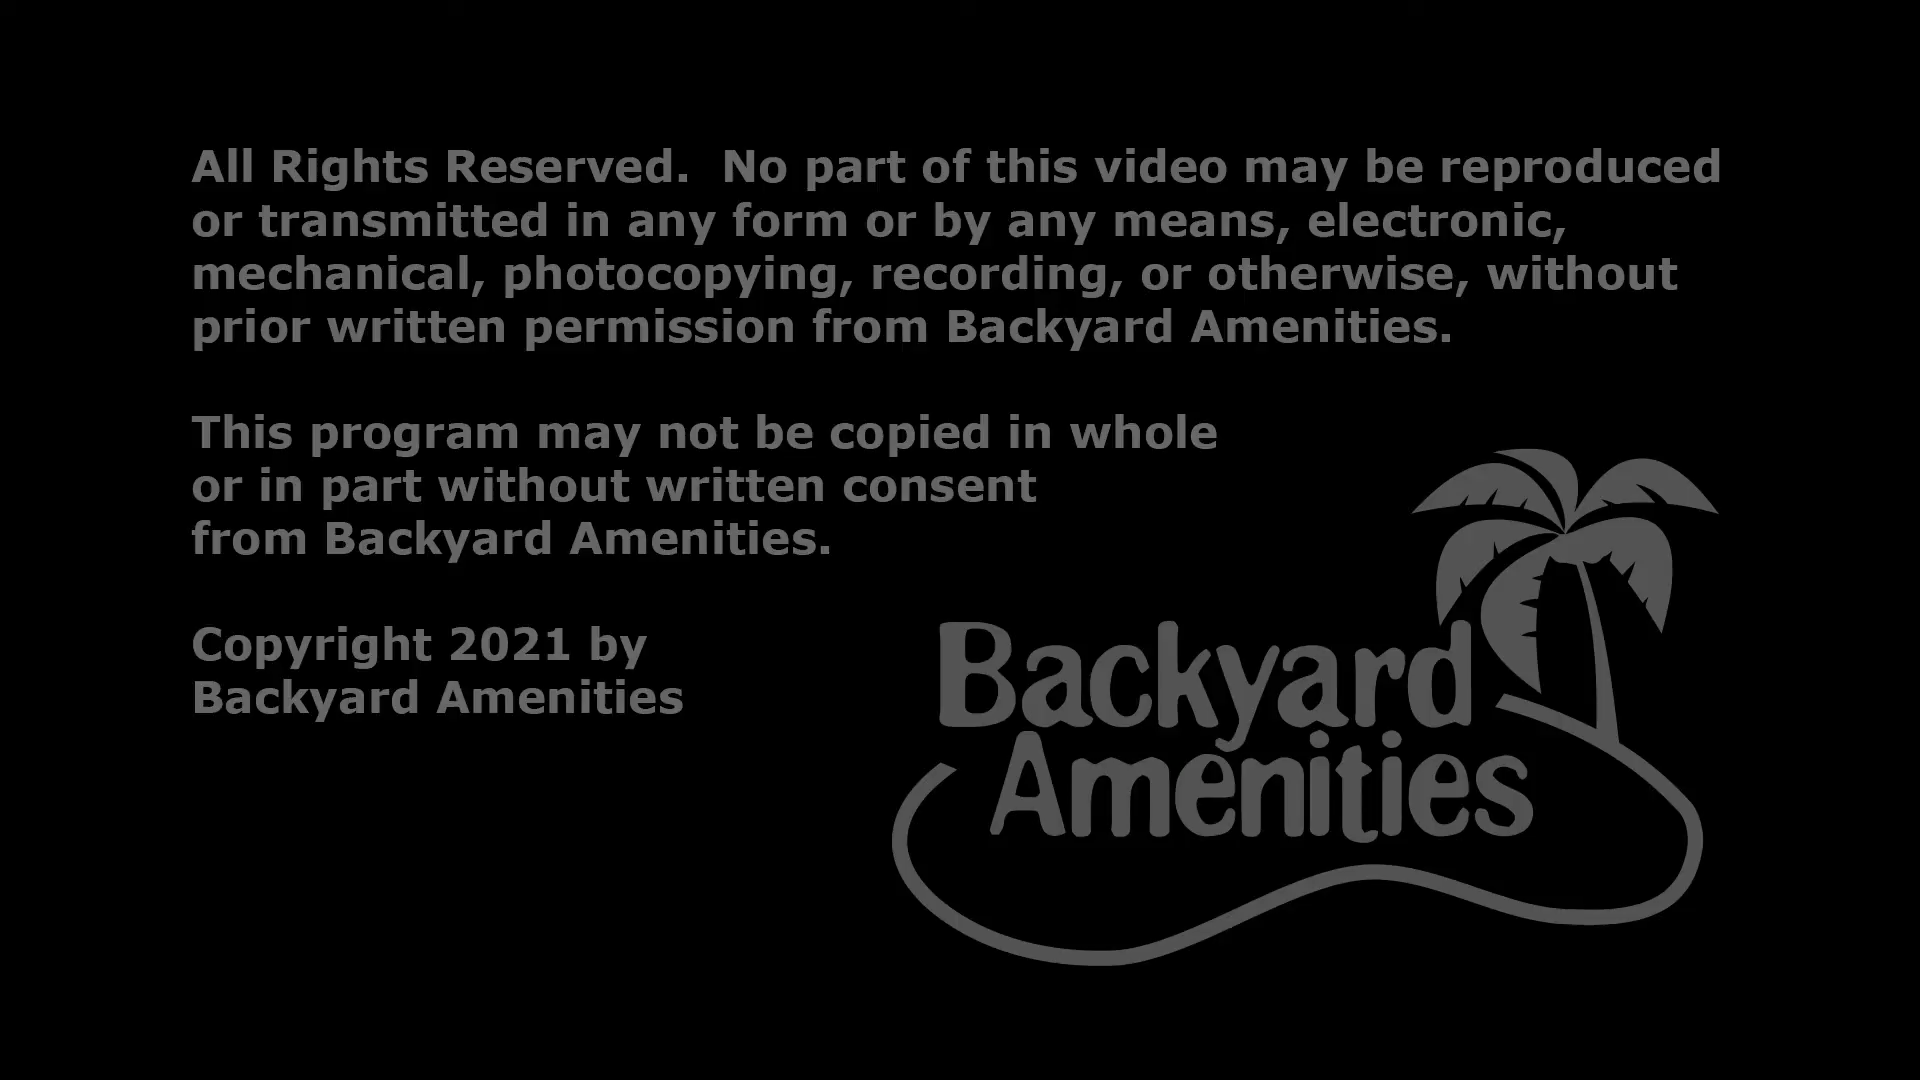 All Rights Reserved.  No part of this video may be reproduced
or transmitted in any form or by any means, electronic,
mechanical, photocopying, recording, or otherwise, without
prior written permission from Backyard Amenities.
This program may not be copied in whole
or in part without written consent
from Backyard Amenities.
Copyright 2021 by
Backyard Amenities
Backyard
Amenities